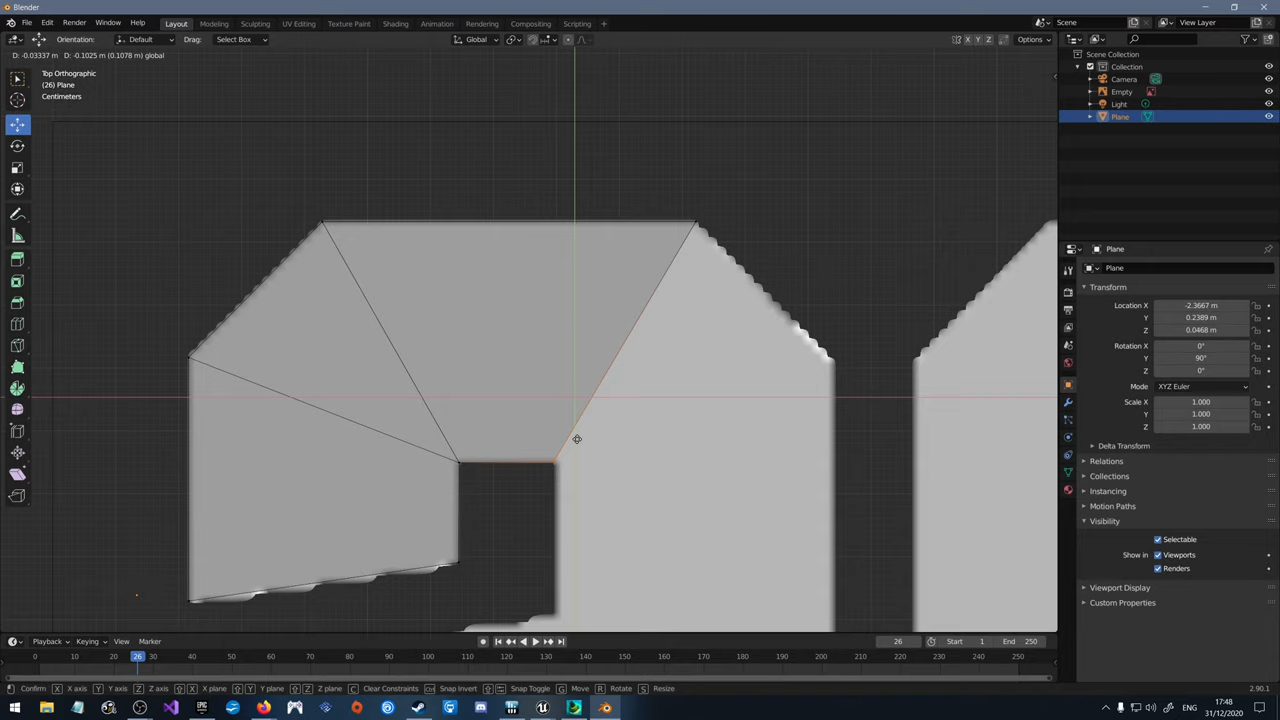 Blender
File Edit Render Window Help Layout Modeling Sculpting UV Editing Texture Paint Shading Animation Rendering Compositing Scripting + Scene View Layer
Orientation: Default Drag: Select Box Global X Y Z Options
D: -0.03337 m D: -0.1025 m (0.1078 m) global
Scene Collection
Collection
Top Orthographic
(26) Plane
Centimeters
Camera
Empty
Light
Plane
Plane
Plane
Transform
Location X -2.3667 m
Y 0.2389 m
Z 0.0468 m
Rotation X 0°
Y 90°
Z 0°
Mode XYZ Euler
Scale X 1.000
Y 1.000
Z 1.000
Delta Transform
Relations
Collections
Instancing
Motion Paths
Visibility
Selectable
Show in Viewports
Renders
Viewport Display
Custom Properties
Playback Keying View Marker 26 Start 1 End 250
0 26 30 40 50 60 70 80 90 100 110 120 130 140 150 160 170 180 190 200 210 220 230 240 250
Confirm X X axis Y Y axis Z Z axis X X plane Y Y plane Z Z plane C Clear Constraints Snap Invert Snap Toggle G Move R Rotate S Resize 2.90.1
ENG 17:48
31/12/2020